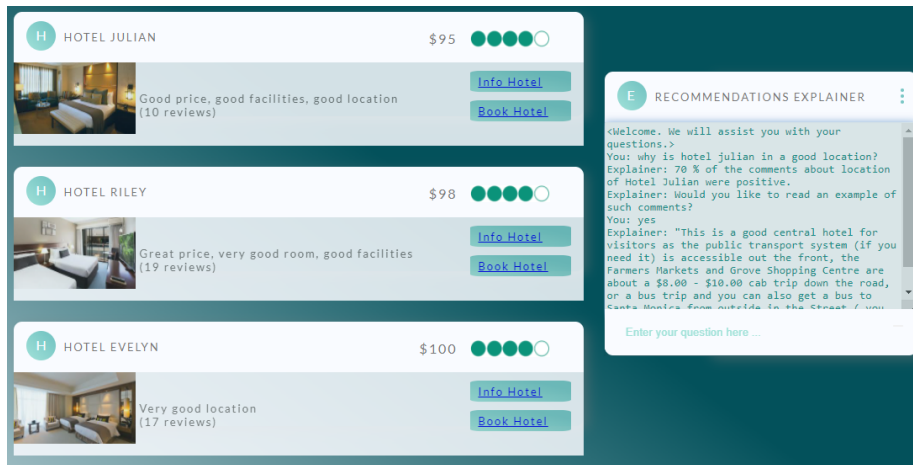 H HOTEL JULIAN $95
Info Hotel
Good price, good facilities, good location
(10 reviews)
Book Hotel
H HOTEL RILEY $98
Info Hotel
Great price, very good room, good facilities
(19 reviews)
Book Hotel
H HOTEL EVELYN $100
Info Hotel
Very good location
(17 reviews)
Book Hotel
E RECOMMENDATIONS EXPLAINER
<Welcome. We will assist you with your
questions.>
You: why is hotel julian in a good location?
Explainer: 70 % of the comments about location
of Hotel Julian were positive.
Explainer: Would you like to read an example of
such comments?
You: yes
Explainer: "This is a good central hotel for
visitors as the public transport system (if you
need it) is accessible out the front, the
Farmers Markets and Grove Shopping Centre are
about a $8.00 - $10.00 cab trip down the road,
or a bus trip and you can also get a bus to
Santa Monica from outside in the Street ( you
Enter your question here ...